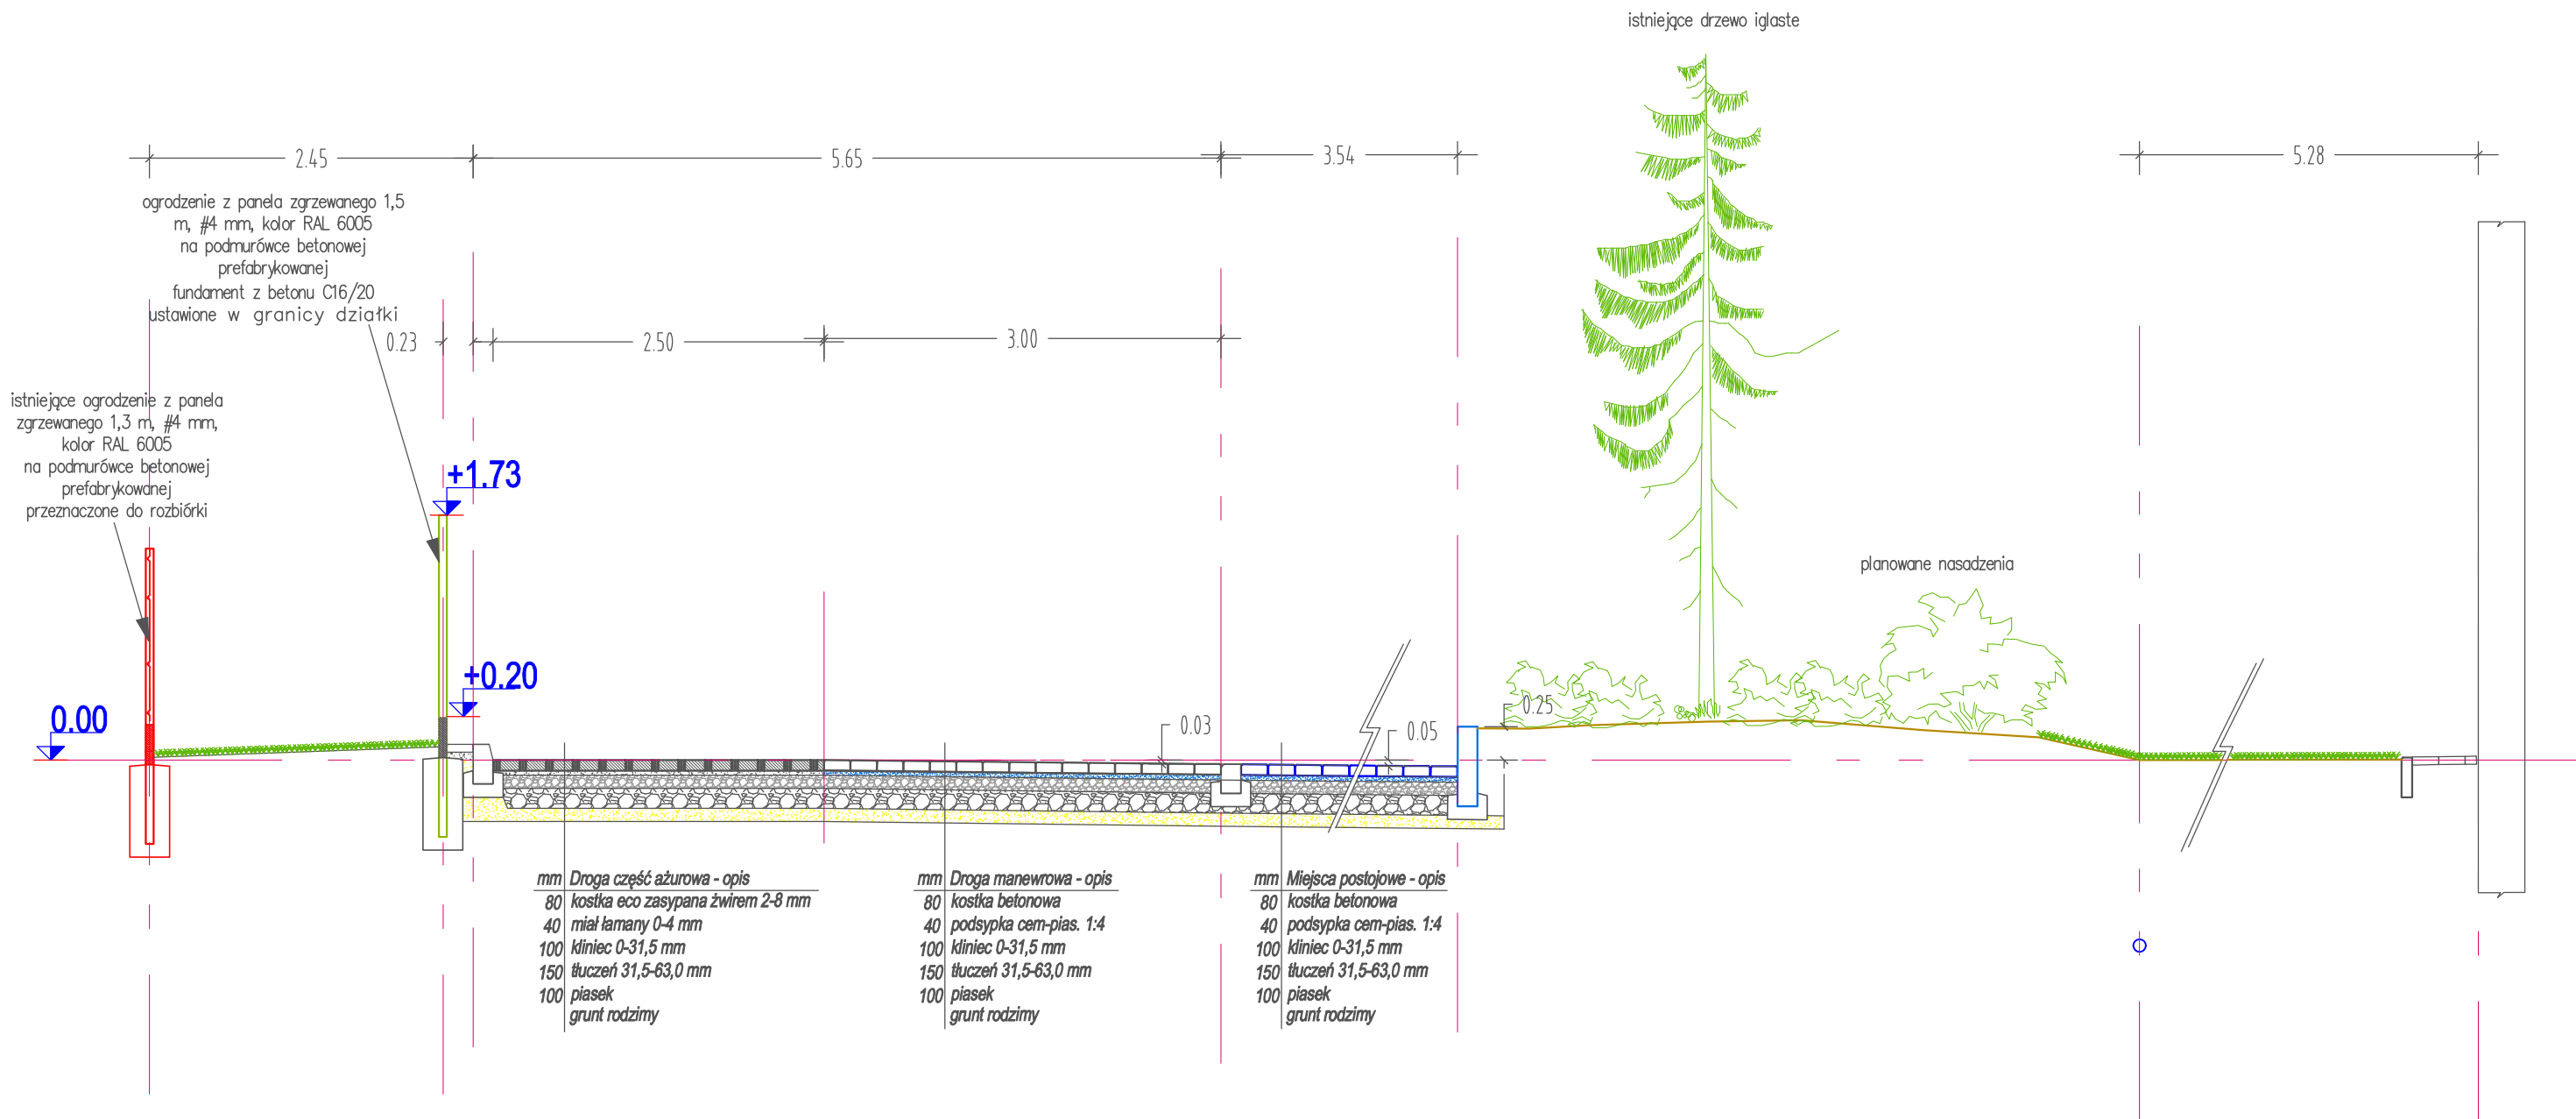 istniejące drzewo iglaste
2.45
5.65
3.54
5.28
ogrodzenie z panela zgrzewanego 1,5
m, #4 mm, kolor RAL 6005
na podmurówce betonowej
prefabrykowanej
fundament z betonu C16/20
ustawione w granicy działki
0.23
2.50
3.00
istniejące ogrodzenie z panela
zgrzewanego 1,3 m, #4 mm,
kolor RAL 6005
na podmurówce betonowej
prefabrykowanej
przeznaczone do rozbiórki
+1.73
planowane nasadzenia
+0.20
0.00
0.03
0.05
0.25
mm Droga część ażurowa - opis
80 kostka eco zasypana żwirem 2-8 mm
40 miał łamany 0-4 mm
100 kliniec 0-31,5 mm
150 tłuczeń 31,5-63,0 mm
100 piasek
grunt rodzimy
mm Droga manewrowa - opis
80 kostka betonowa
40 podsypka cem-pias. 1:4
100 kliniec 0-31,5 mm
150 tłuczeń 31,5-63,0 mm
100 piasek
grunt rodzimy
mm Miejsca postojowe - opis
80 kostka betonowa
40 podsypka cem-pias. 1:4
100 kliniec 0-31,5 mm
150 tłuczeń 31,5-63,0 mm
100 piasek
grunt rodzimy